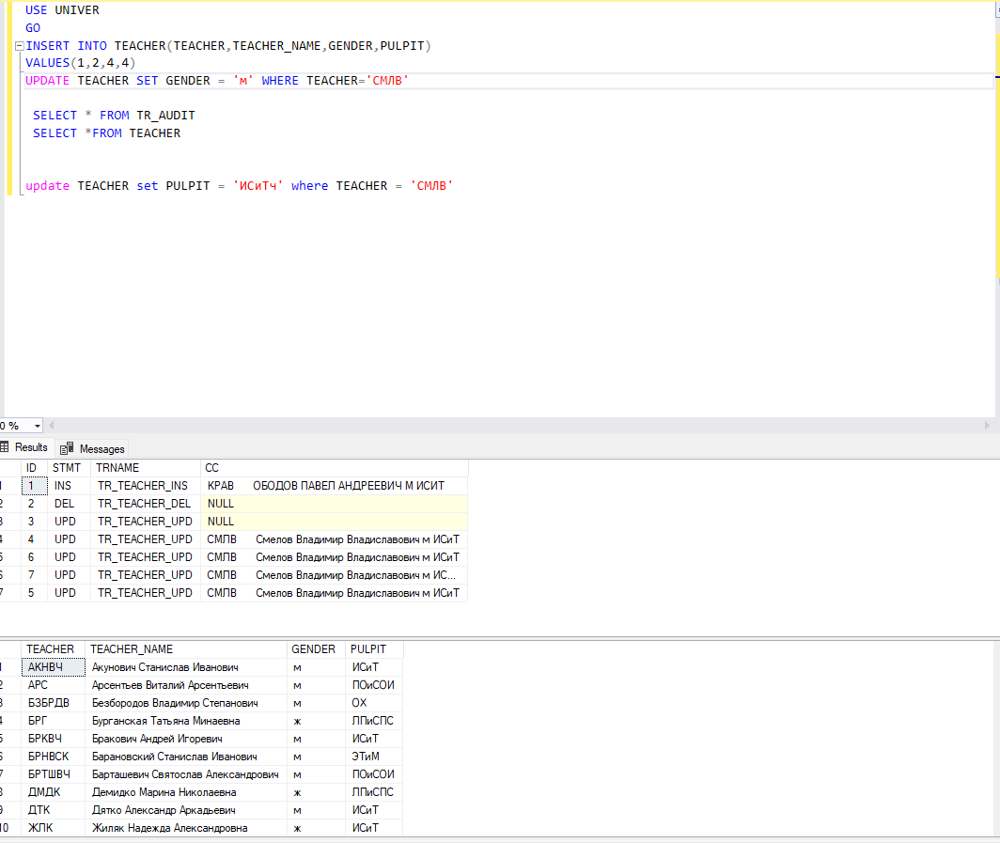 USE UNIVER
GO
INSERT INTO TEACHER(TEACHER,TEACHER_NAME,GENDER,PULPIT)
VALUES(1,2,4,4)
UPDATE TEACHER SET GENDER = 'м' WHERE TEACHER='СМЛВ'
SELECT * FROM TR_AUDIT
SELECT *FROM TEACHER
update TEACHER set PULPIT = 'ИСиТч' where TEACHER = 'СМЛВ'
0 %
Results Messages
ID STMT TRNAME CC
1 1 INS TR_TEACHER_INS КРАВ ОБОДОВ ПАВЕЛ АНДРЕЕВИЧ М ИСИТ
2 2 DEL TR_TEACHER_DEL NULL
3 3 UPD TR_TEACHER_UPD NULL
4 4 UPD TR_TEACHER_UPD СМЛВ Смелов Владимир Владиславович м ИСиТ
5 6 UPD TR_TEACHER_UPD СМЛВ Смелов Владимир Владиславович м ИСиТ
6 7 UPD TR_TEACHER_UPD СМЛВ Смелов Владимир Владиславович м ИС...
7 5 UPD TR_TEACHER_UPD СМЛВ Смелов Владимир Владиславович м ИСиТ
TEACHER TEACHER_NAME GENDER PULPIT
1 АКНВЧ Акунович Станислав Иванович м ИСиТ
2 АРС Арсентьев Виталий Арсентьевич м ПОиСОИ
3 БЗБРДВ Безбородов Владимир Степанович м ОХ
4 БРГ Бурганская Татьяна Минаевна ж ЛПиСПС
5 БРКВЧ Бракович Андрей Игоревич м ИСиТ
6 БРНВСК Барановский Станислав Иванович м ЭТиМ
7 БРТШВЧ Барташевич Святослав Александрович м ПОиСОИ
8 ДМДК Демидко Марина Николаевна ж ЛПиСПС
9 ДТК Дятко Александр Аркадьевич м ИСиТ
10 ЖЛК Жиляк Надежда Александровна ж ИСиТ